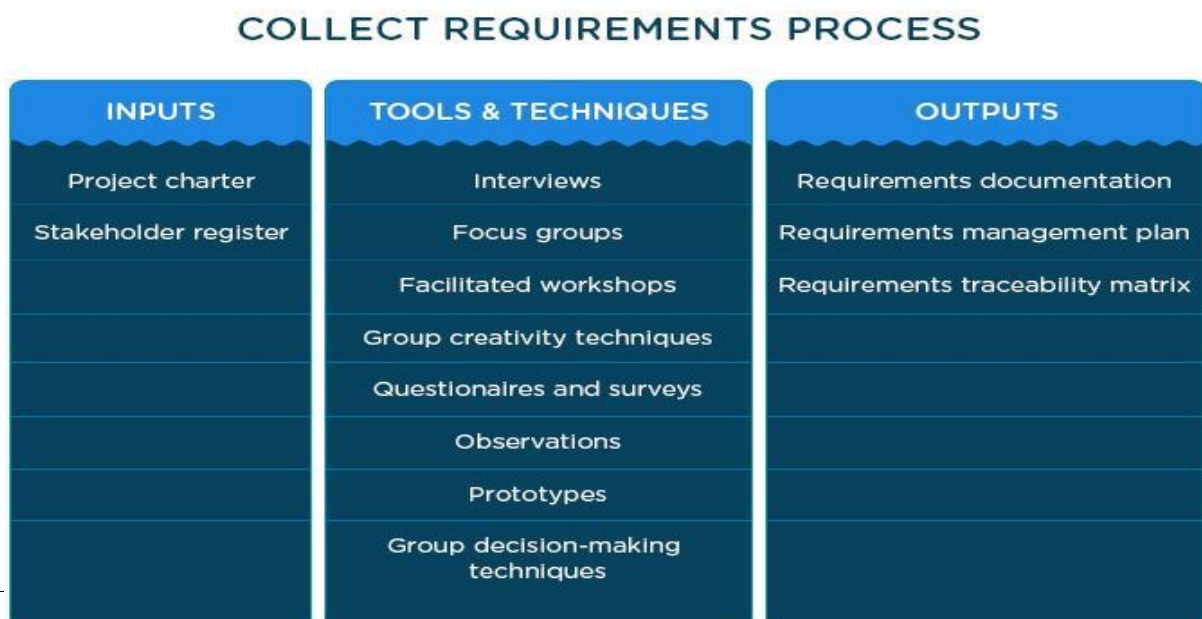 COLLECT REQUIREMENTS PROCESS
INPUTS
Project charter
Stakeholder register
TOOLS & TECHNIQUES
Interviews
Focus groups
Facilitated workshops
Group creativity techniques
Questionaires and surveys
Observations
Prototypes
Group decision-making
techniques
OUTPUTS
Requirements documentation
Requirements management plan
Requirements traceability matrix